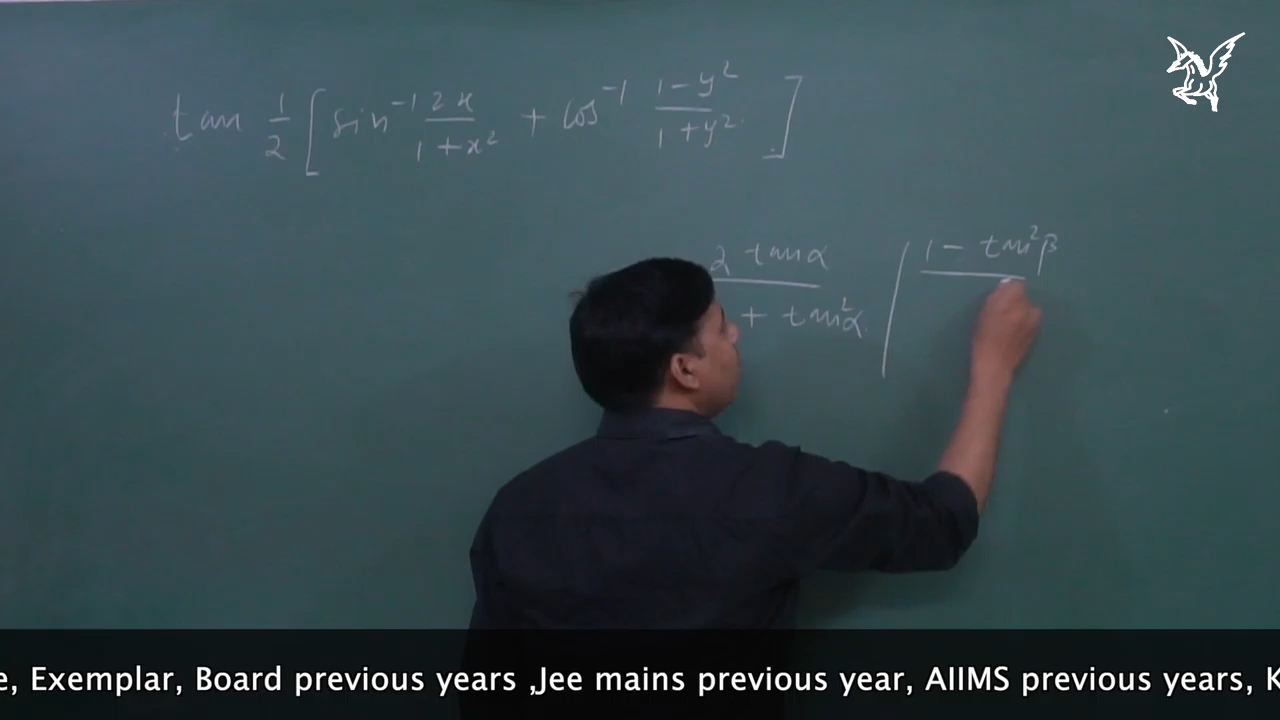 tan 1/2 [ sin⁻¹ 2x/1+x² + cos⁻¹ 1-y²/1+y² ]
2 tanα / + tan²α | 1 - tan²β
e, Exemplar, Board previous years ,Jee mains previous year, AIIMS previous years, K